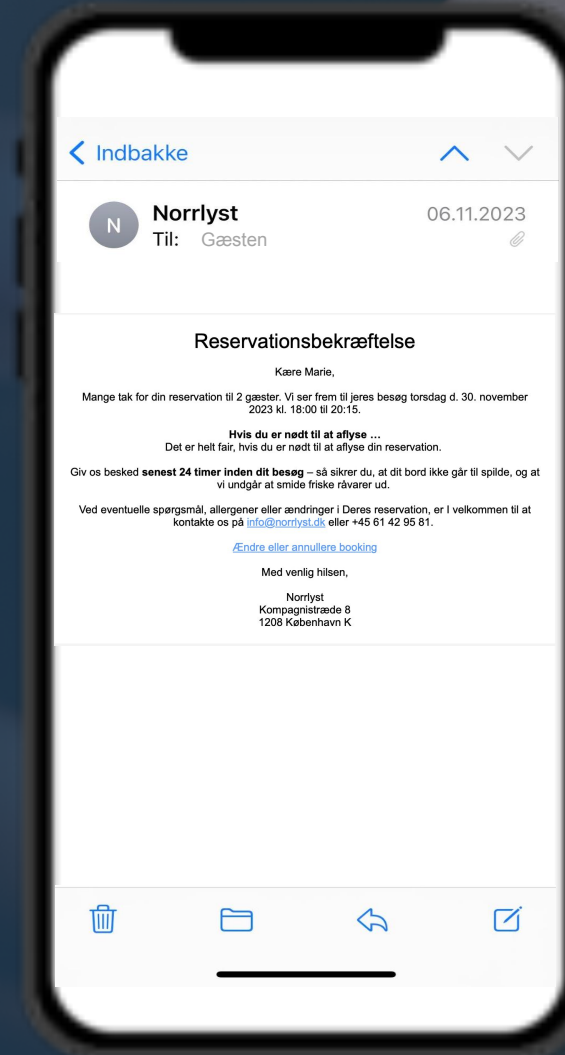 Indbakke
N
Norrlyst
06.11.2023
Til: Gæsten
Reservationsbekræftelse
Kære Marie,
Mange tak for din reservation til 2 gæster. Vi ser frem til jeres besøg torsdag d. 30. november
2023 kl. 18:00 til 20:15.
Hvis du er nødt til at aflyse ...
Det er helt fair, hvis du er nødt til at aflyse din reservation.
Giv os besked senest 24 timer inden dit besøg – så sikrer du, at dit bord ikke går til spilde, og at
vi undgår at smide friske råvarer ud.
Ved eventuelle spørgsmål, allergener eller ændringer i Deres reservation, er I velkommen til at
kontakte os på info@norrlyst.dk eller +45 61 42 95 81.
Ændre eller annullere booking
Med venlig hilsen,
Norrlyst
Kompagnistræde 8
1208 København K